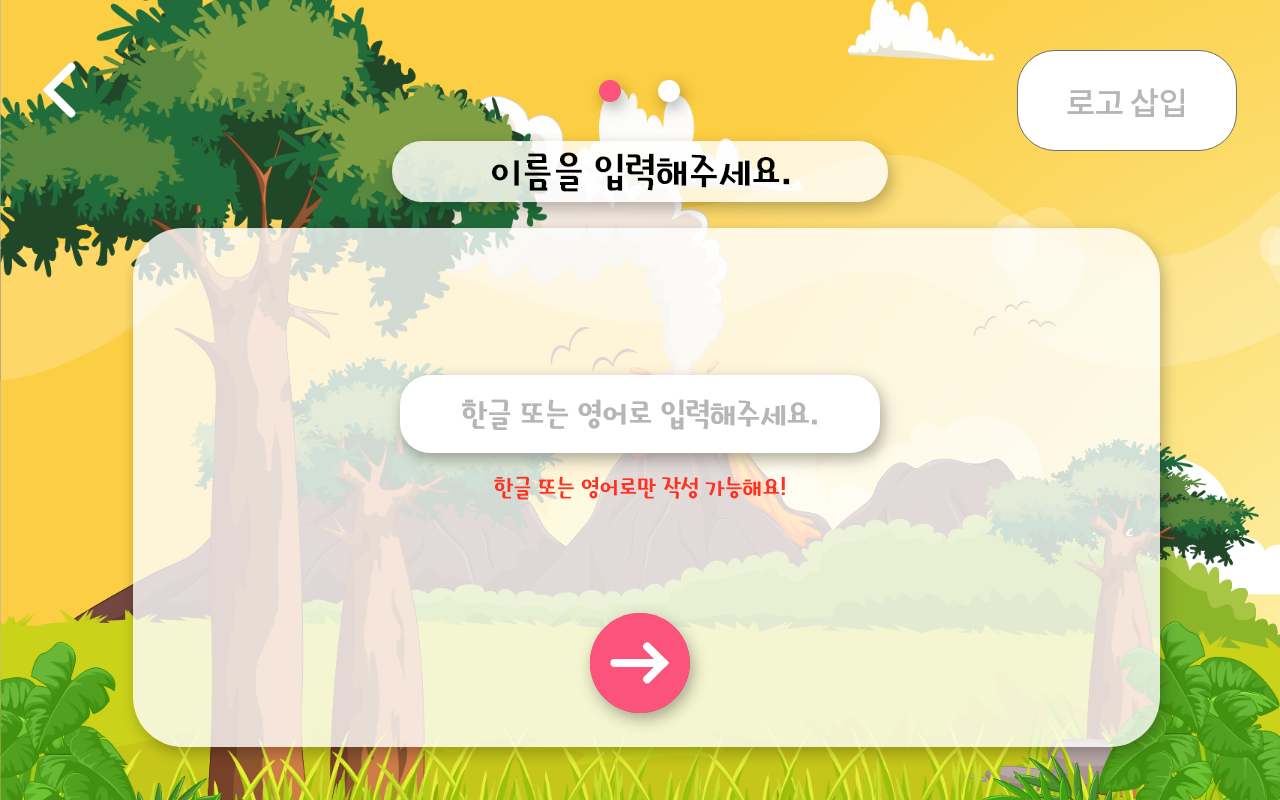 로고 삽입
이름을 입력해주세요.
한글 또는 영어로 입력해주세요.
한글 또는 영어로만 작성 가능해요!